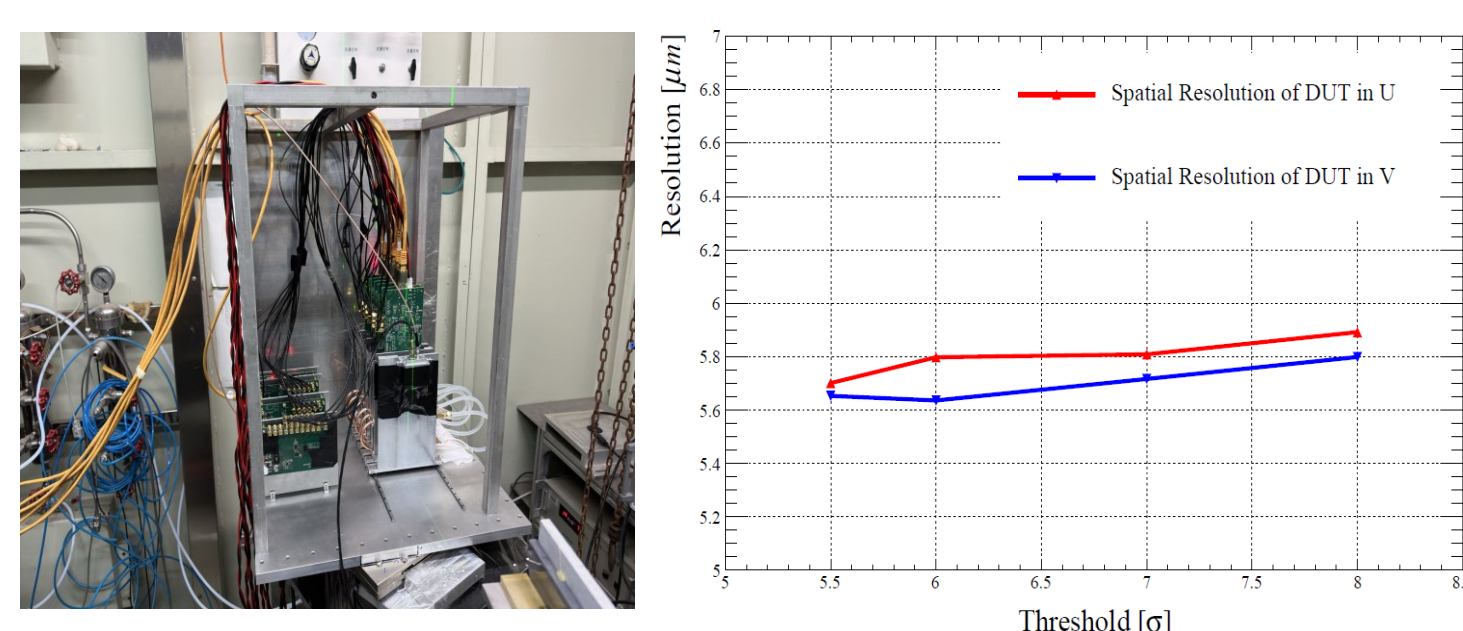 Resolution [μm]
7
6.8
6.6
6.4
6.2
6
5.8
5.6
5.4
5.2
5
Spatial Resolution of DUT in U
Spatial Resolution of DUT in V
5 5.5 6 6.5 7 7.5 8 8.
Threshold [σ]